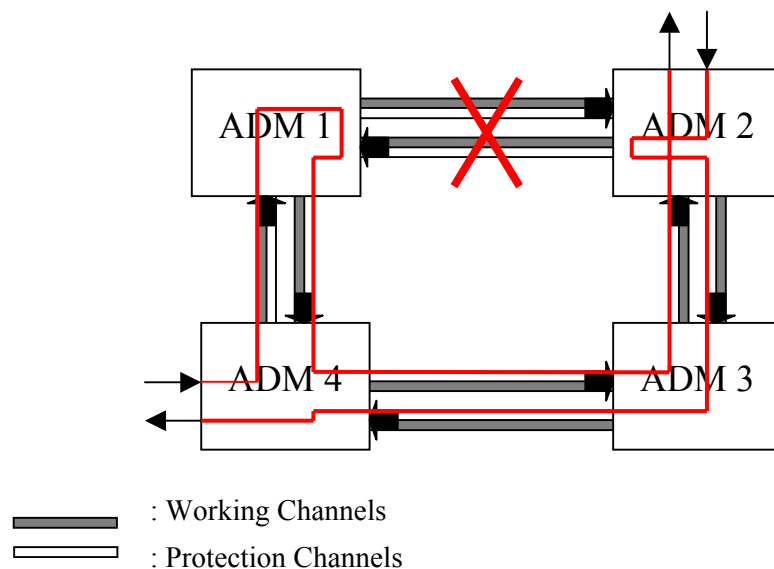 ADM 1
ADM 2
ADM 4
ADM 3
: Working Channels
: Protection Channels